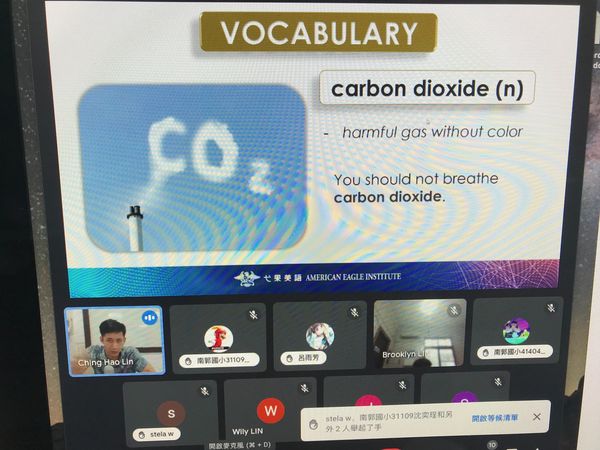 VOCABULARY
carbon dioxide (n)
CO2
- harmful gas without color
You should not breathe
carbon dioxide.
弋果美語 AMERICAN EAGLE INSTITUTE
Ching Hao Lin
南郭國小31109...
呂雨芳
Brooklyn Li
南郭國小41404...
s
stela w
W
Wily LIN
stela w、南郭國小31109沈奕程和另
外 2 人舉起了手
開啟等候清單
開啟麥克風 (⌘ + D)
10